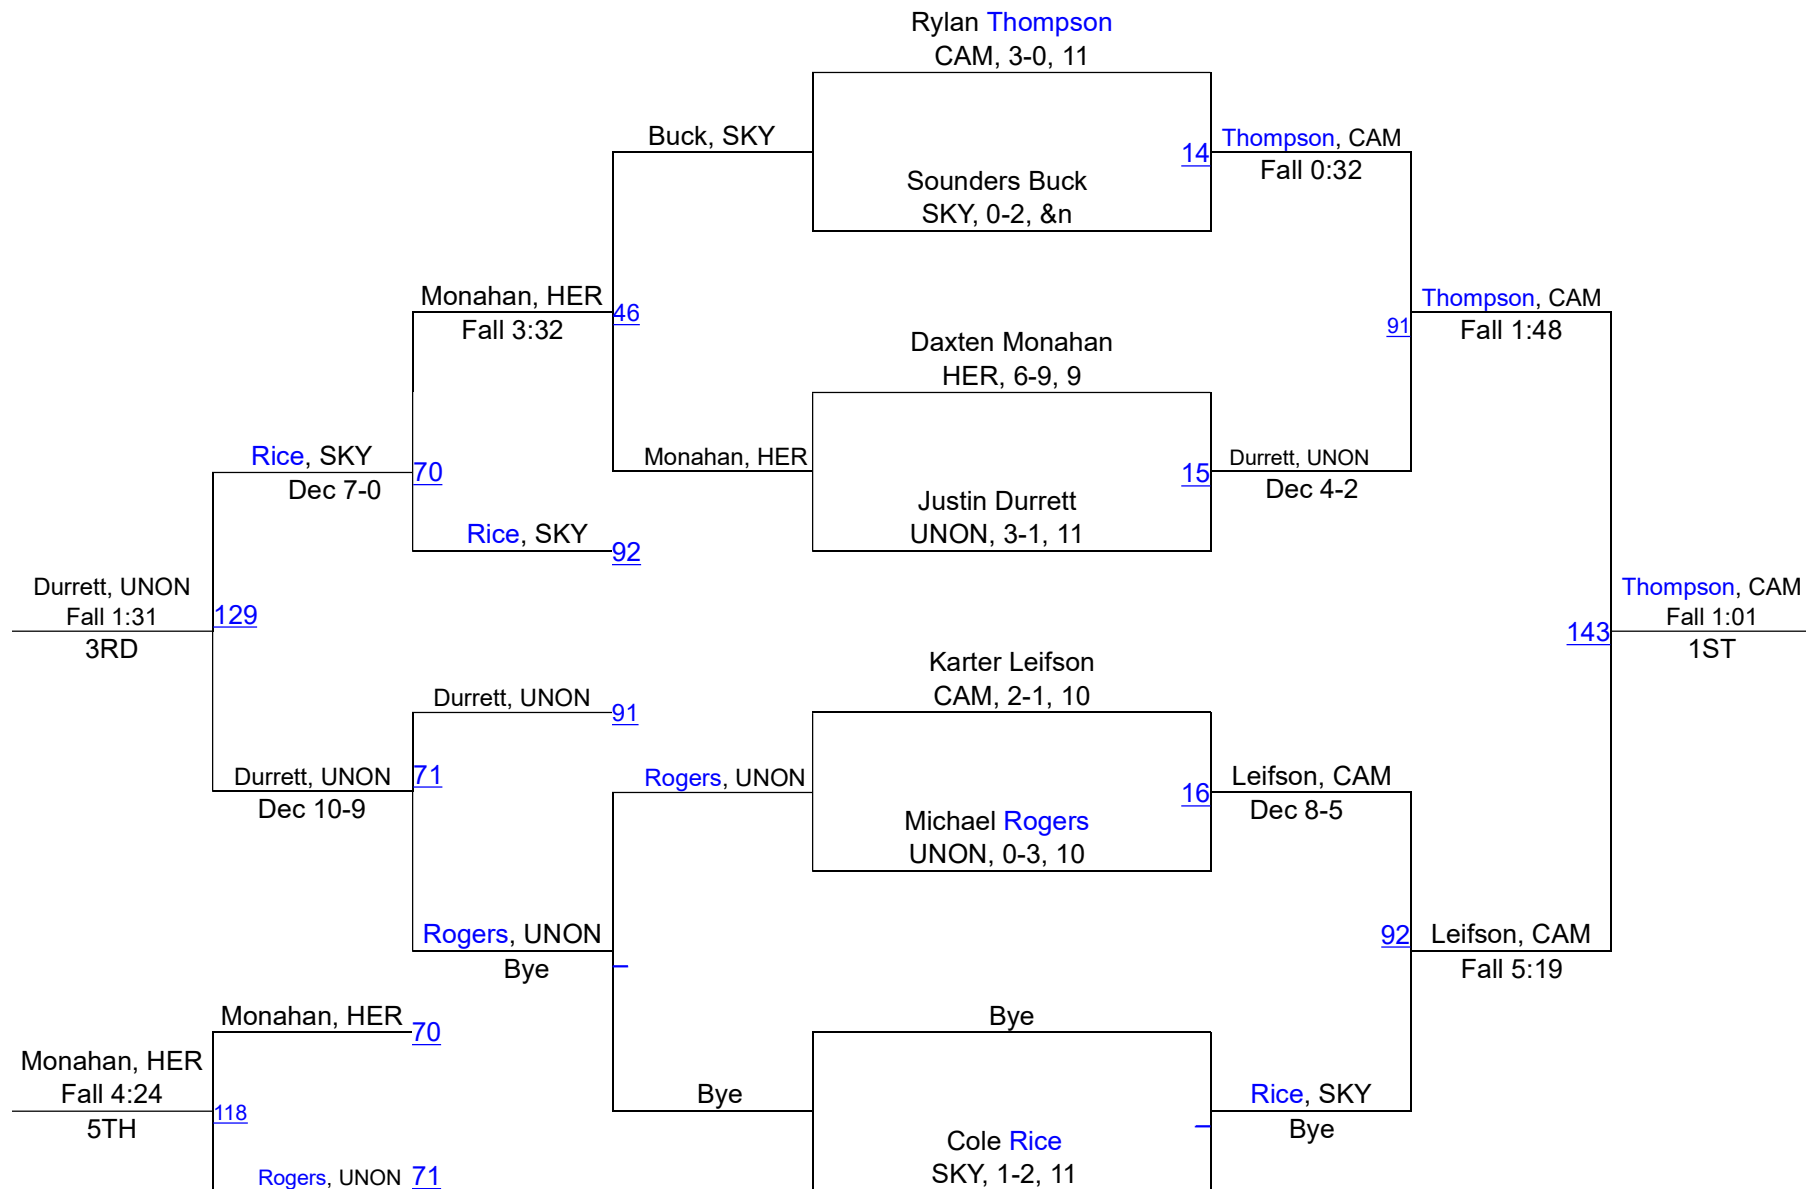 Rylan Thompson
CAM, 3-0, 11
Buck, SKY
14
Thompson, CAM
Fall 0:32
Sounders Buck
SKY, 0-2, &n
Monahan, HER
Fall 3:32
46
Thompson, CAM
Fall 1:48
91
Daxten Monahan
HER, 6-9, 9
Rice, SKY
Dec 7-0
70
Monahan, HER
15
Durrett, UNON
Dec 4-2
Justin Durrett
UNON, 3-1, 11
Rice, SKY
92
Durrett, UNON
Fall 1:31
3RD
129
143
Thompson, CAM
Fall 1:01
1ST
Karter Leifson
CAM, 2-1, 10
Durrett, UNON
91
Durrett, UNON
Dec 10-9
71
Rogers, UNON
16
Leifson, CAM
Dec 8-5
Michael Rogers
UNON, 0-3, 10
Rogers, UNON
Bye
92
Leifson, CAM
Fall 5:19
Monahan, HER
70
Bye
Monahan, HER
Fall 4:24
5TH
118
Bye
Rice, SKY
Bye
Cole Rice
SKY, 1-2, 11
Rogers, UNON
71